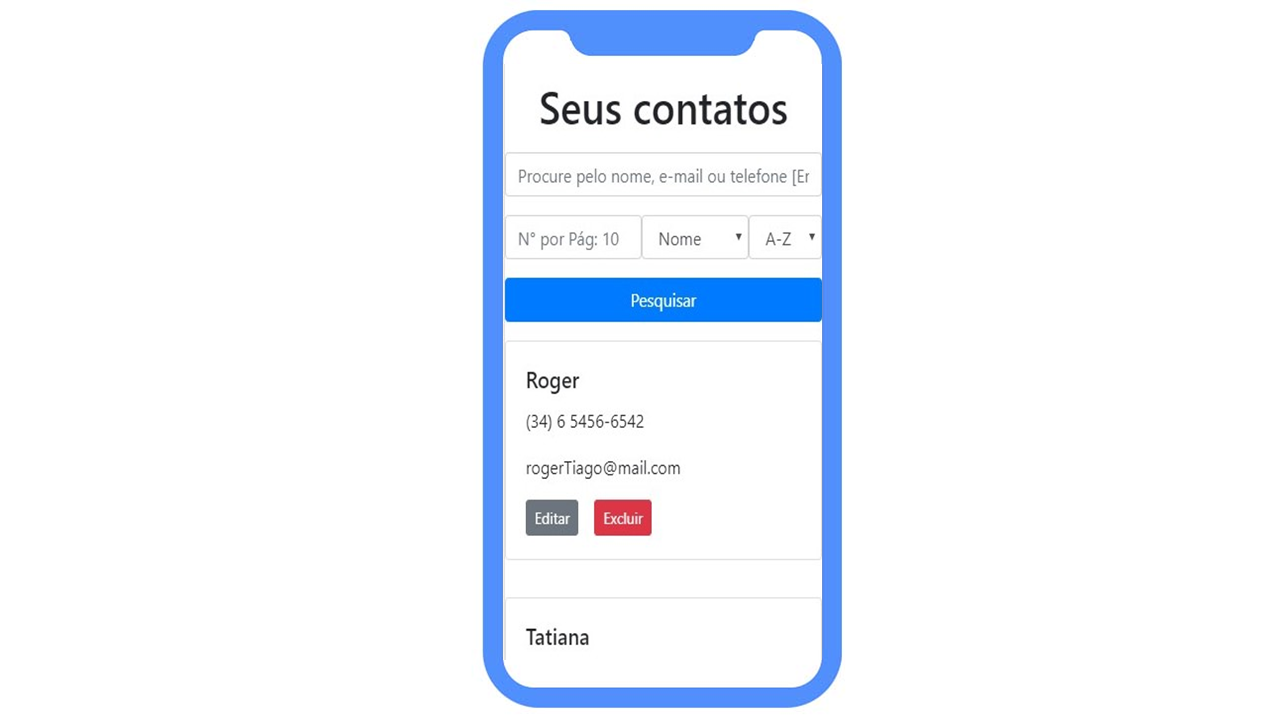 Seus contatos
Procure pelo nome, e-mail ou telefone [Er
N° por Pág: 10 Nome A-Z
Pesquisar
Roger
(34) 6 5456-6542
rogerTiago@mail.com
Editar Excluir
Tatiana